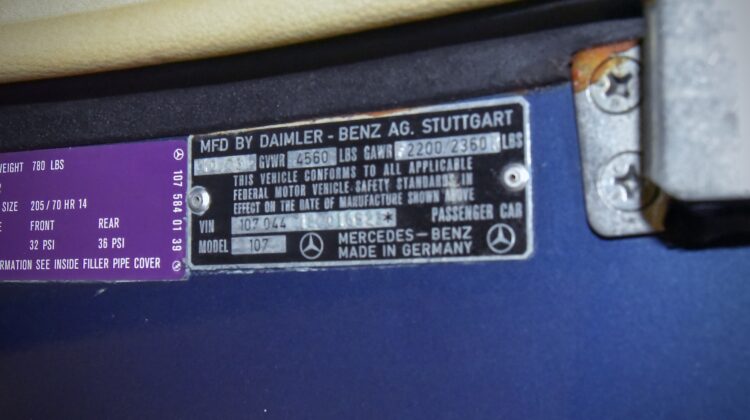 WEIGHT 780 LBS
SIZE 205/70 HR 14
FRONT REAR
32 PSI 36 PSI
RMATION SEE INSIDE FILLER PIPE COVER
107 584 01 39
MFD BY DAIMLER - BENZ AG. STUTTGART
GVWR 4560 LBS GAWR 2200/2360 LBS
THIS VEHICLE CONFORMS TO ALL APPLICABLE
FEDERAL MOTOR VEHICLE SAFETY STANDARDS IN
EFFECT ON THE DATE OF MANUFACTURE SHOWN ABOVE
VIN 107 044 PASSENGER CAR
MODEL 107 MERCEDES-BENZ
MADE IN GERMANY